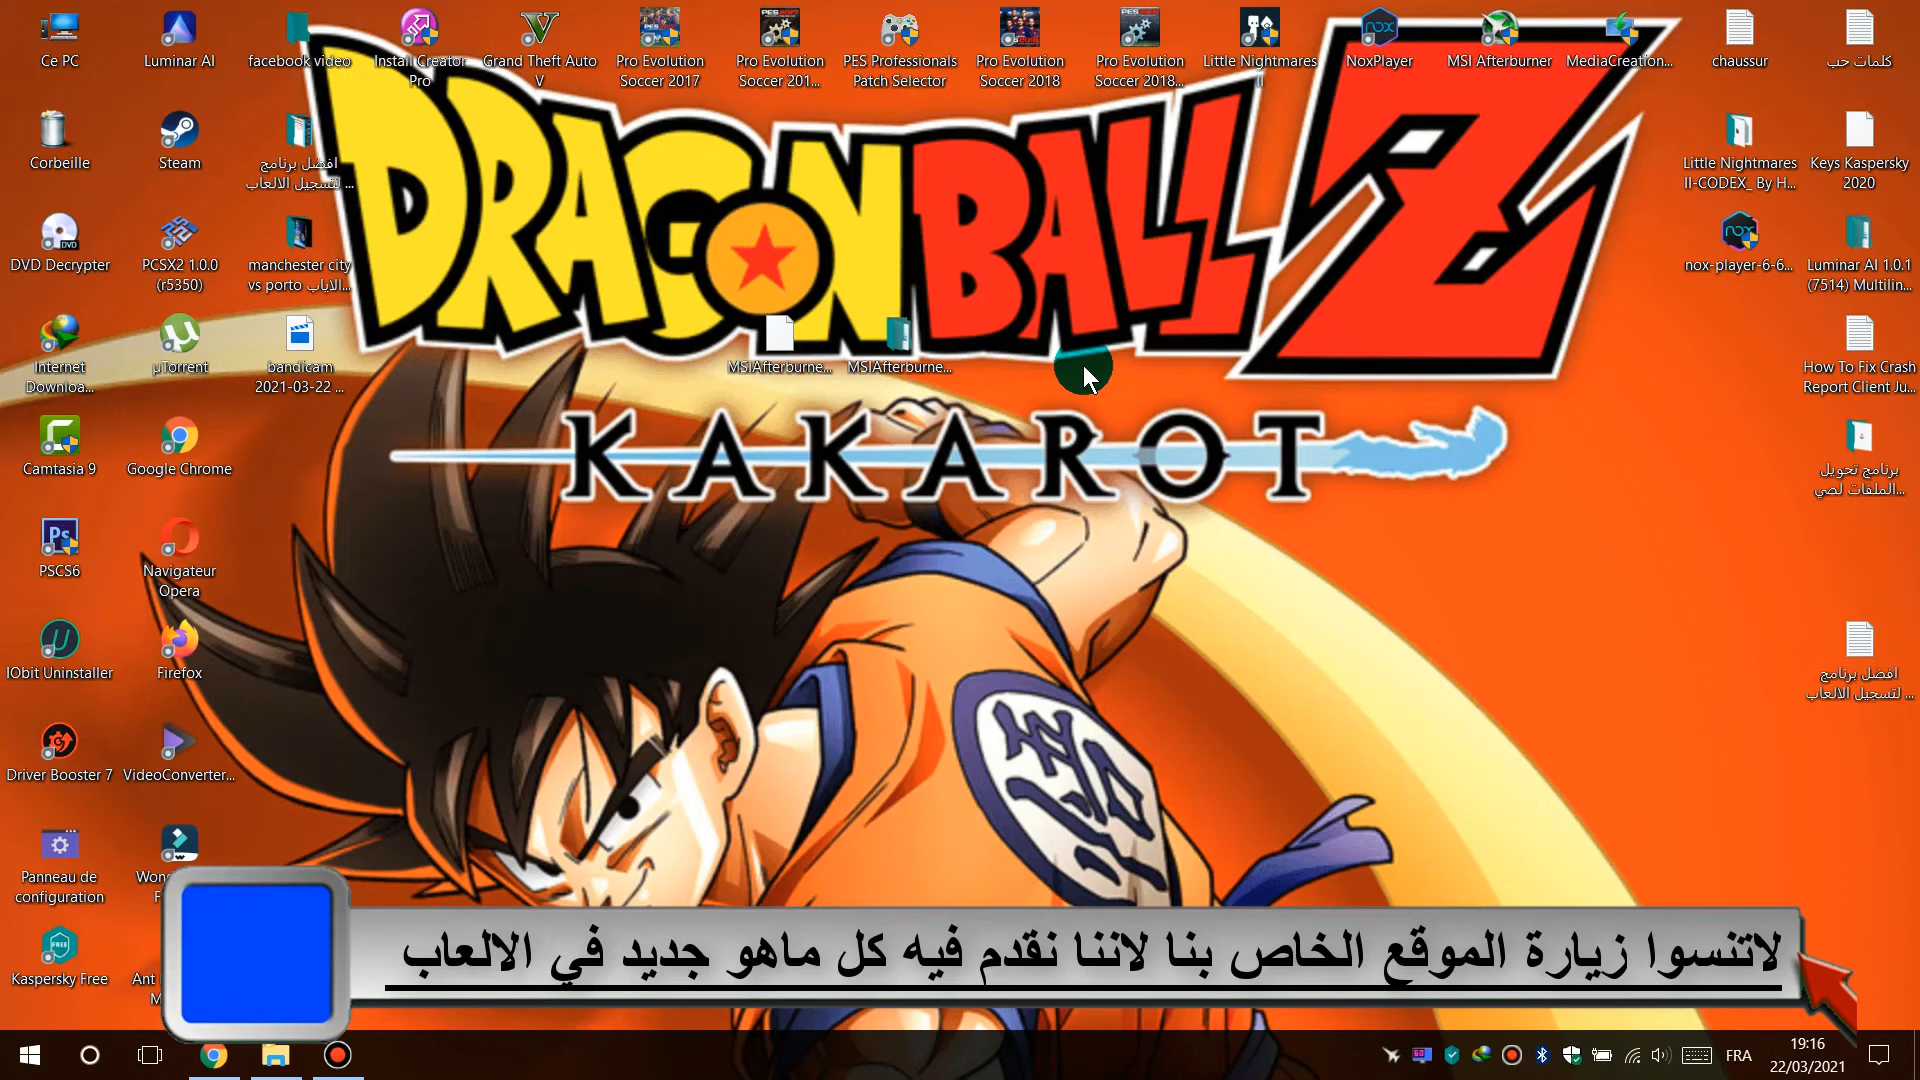 Ce PC
Luminar AI
facebook video
Install Creator
Pro
Grand Theft Auto
V
Pro Evolution
Soccer 2017
Pro Evolution
Soccer 201...
PES Professionals
Patch Selector
Pro Evolution
Soccer 2018
Pro Evolution
Soccer 2018...
Little Nightmares
II
NoxPlayer
MSI Afterburner
MediaCreation...
chaussur
كلمات حب
DRAGONBALL Z
Corbeille
Steam
افضل برنامج
لتسجيل الالعاب ...
Little Nightmares
II-CODEX_ By H...
Keys Kaspersky
2020
DVD Decrypter
PCSX2 1.0.0
(r5350)
manchester city
vs porto الاياب...
nox-player-6-6...
Luminar AI 1.0.1
(7514) Multilin...
Internet
Downloa...
µTorrent
bandicam
2021-03-22 ...
MSIAfterburne...
MSIAfterburne...
How To Fix Crash
Report Client Ju...
KAKAROT
Camtasia 9
Google Chrome
برنامج تحويل
الملفات لصي...
PSCS6
Navigateur
Opera
IObit Uninstaller
Firefox
افضل برنامج
لتسجيل الالعاب ...
Driver Booster 7
VideoConverter...
Panneau de
configuration
Kaspersky Free
Ant
لاتنسوا زيارة الموقع الخاص بنا لاننا نقدم فيه كل ماهو جديد في الالعاب
60
FRA
19:16
22/03/2021